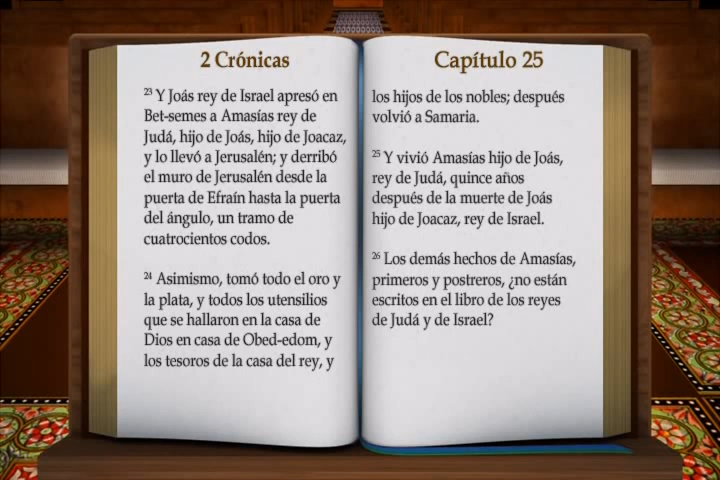 2 Crónicas
23 Y Joás rey de Israel apresó en
Bet-semes a Amasías rey de
Judá, hijo de Joás, hijo de Joacaz,
y lo llevó a Jerusalén; y derribó
el muro de Jerusalén desde la
puerta de Efraín hasta la puerta
del ángulo, un tramo de
cuatrocientos codos.
24 Asimismo, tomó todo el oro y
la plata, y todos los utensilios
que se hallaron en la casa de
Dios en casa de Obed-edom, y
los tesoros de la casa del rey, y
Capítulo 25
los hijos de los nobles; después
volvió a Samaria.
25 Y vivió Amasías hijo de Joás,
rey de Judá, quince años
después de la muerte de Joás
hijo de Joacaz, rey de Israel.
26 Los demás hechos de Amasías,
primeros y postreros, ¿no están
escritos en el libro de los reyes
de Judá y de Israel?